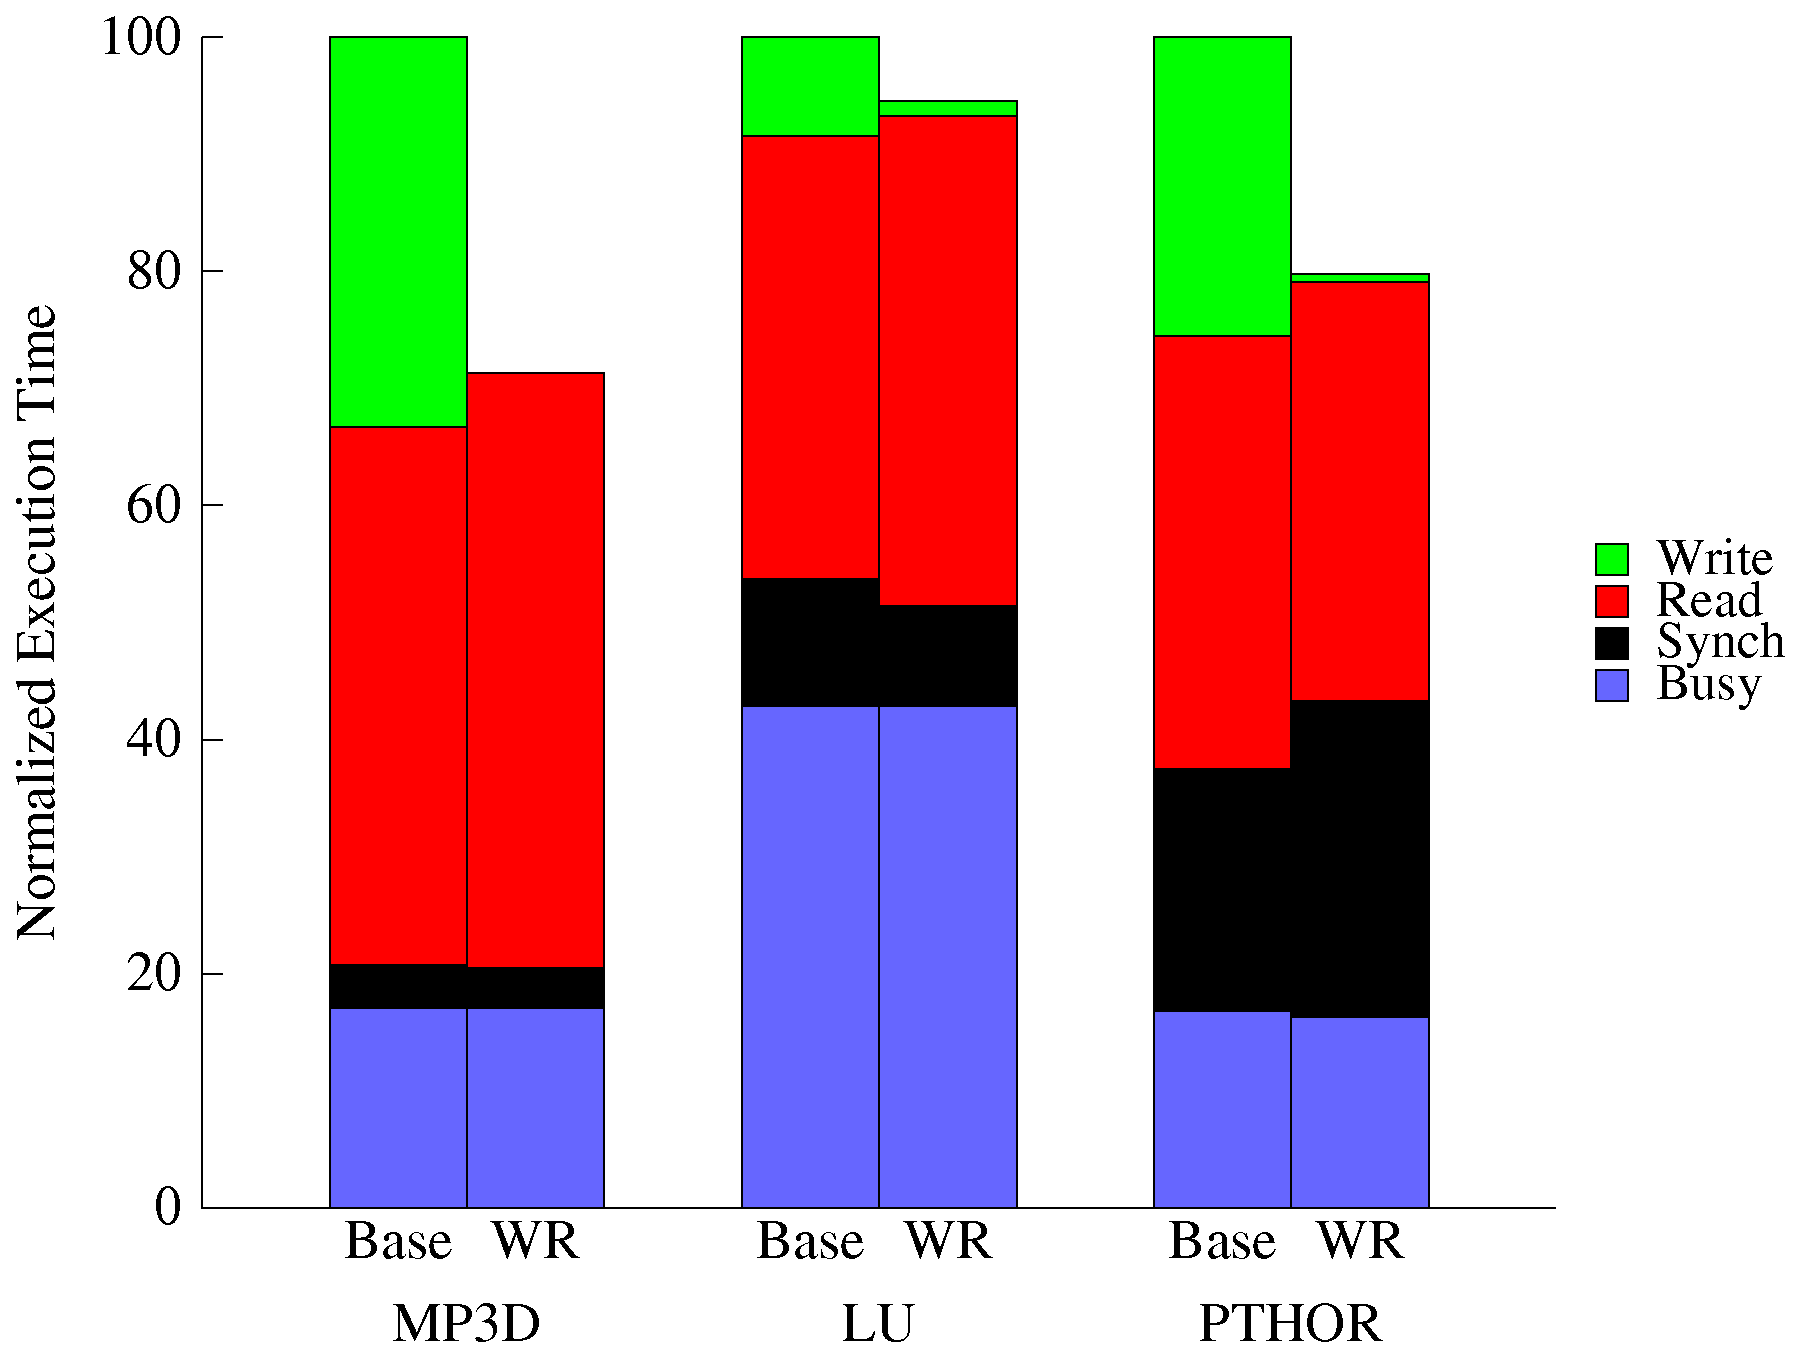 Normalized Execution Time
100
80
60
40
20
0
Base WR Base WR Base WR
MP3D LU PTHOR
Write
Read
Synch
Busy